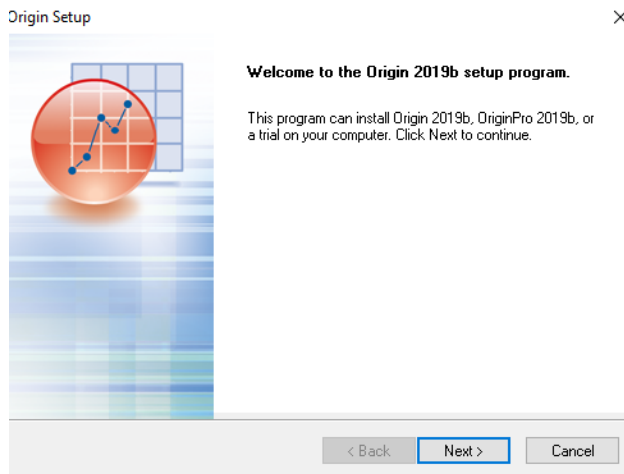 Origin Setup
Welcome to the Origin 2019b setup program.
This program can install Origin 2019b, OriginPro 2019b, or
a trial on your computer. Click Next to continue.
< Back
Next >
Cancel